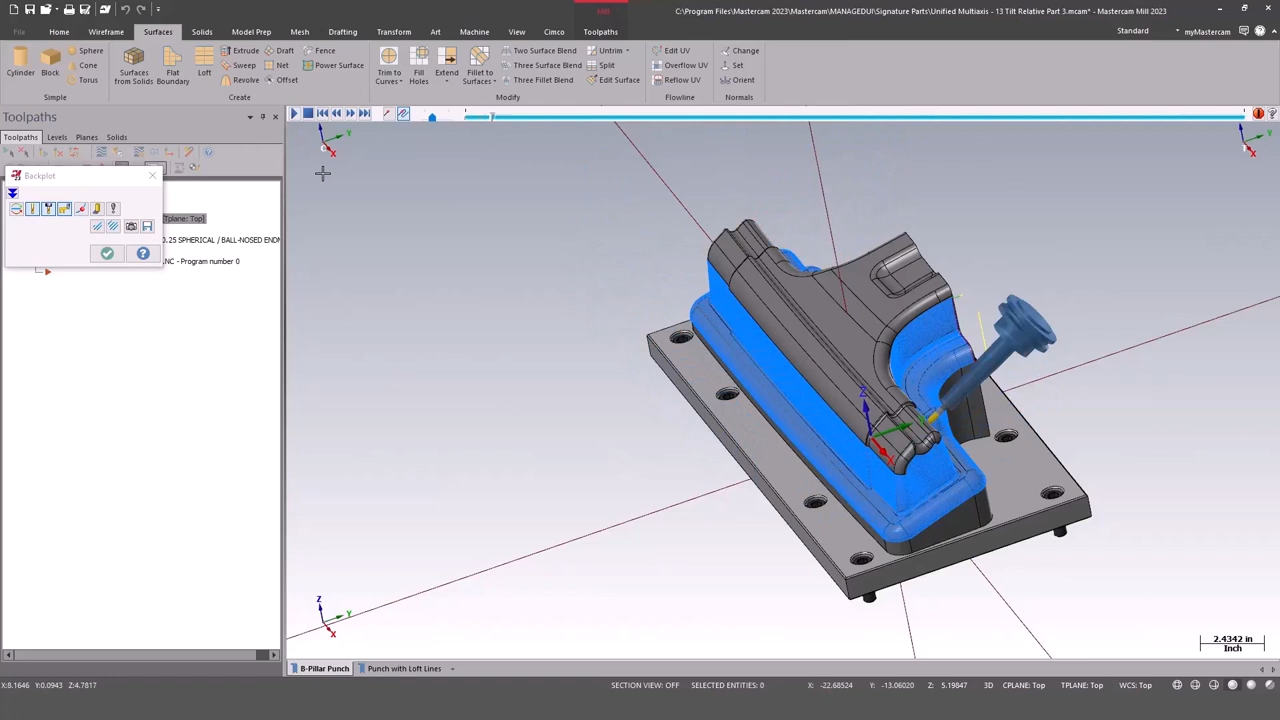 Mill
C:\Program Files\Mastercam 2023\Mastercam\MANAGEDUI\Signature Parts\Unified Multiaxis - 13 Tilt Relative Part 3.mcam* - Mastercam Mill 2023
File Home Wireframe Surfaces Solids Model Prep Mesh Drafting Transform Art Machine View Cimco Toolpaths
Standard myMastercam
Cylinder Block Sphere Cone Torus
Simple
Surfaces from Solids Flat Boundary Loft Extrude Sweep Revolve Draft Net Offset Fence Power Surface
Create
Trim to Curves Fill Holes Extend Fillet to Surfaces Two Surface Blend Three Surface Blend Three Fillet Blend Untrim Split Edit Surface
Modify
Edit UV Overflow UV Reflow UV
Flowline
Change Set Orient
Normals
Toolpaths
Toolpaths Levels Planes Solids
Backplot
[Tplane: Top]
0.25 SPHERICAL / BALL-NOSED ENDM
.NC - Program number 0
Y
X
Y
X
Z
Z
Y
X
2.4342 in
Inch
B-Pillar Punch Punch with Loft Lines +
X:8.1646 Y:0.0943 Z:4.7817 SECTION VIEW: OFF SELECTED ENTITIES: 0 X: -22.68524 Y: -13.06020 Z: 5.19847 3D CPLANE: Top TPLANE: Top WCS: Top